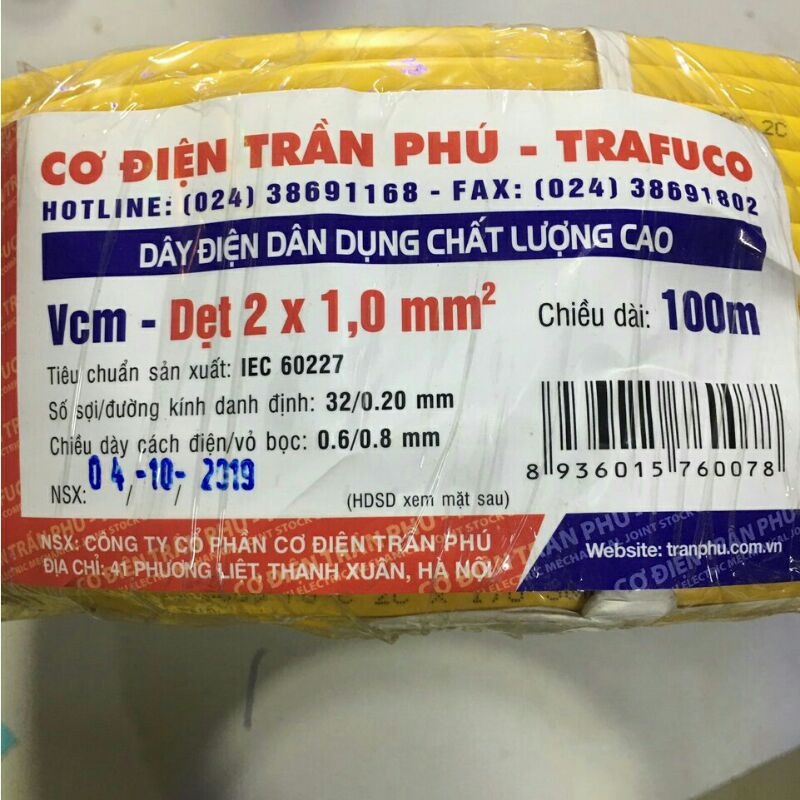 CƠ ĐIỆN TRẦN PHÚ - TRAFUCO
HOTLINE: (024) 38691168 - FAX: (024) 38691802
DÂY ĐIỆN DÂN DỤNG CHẤT LƯỢNG CAO
Vcm - Dẹt 2 x 1,0 mm²
Chiều dài: 100m
Tiêu chuẩn sản xuất: IEC 60227
Số sợi/đường kính danh định: 32/0.20 mm
Chiều dày cách điện/vỏ bọc: 0.6/0.8 mm
NSX: 04/-10-/2019
(HDSD xem mặt sau)
8 936015 760078
NSX: CÔNG TY CỔ PHẦN CƠ ĐIỆN TRẦN PHÚ
ĐỊA CHỈ: 41 PHƯƠNG LIỆT, THANH XUÂN, HÀ NỘI
Website: tranphu.com.vn
CƠ ĐIỆN TRẦN PHÚ
2C